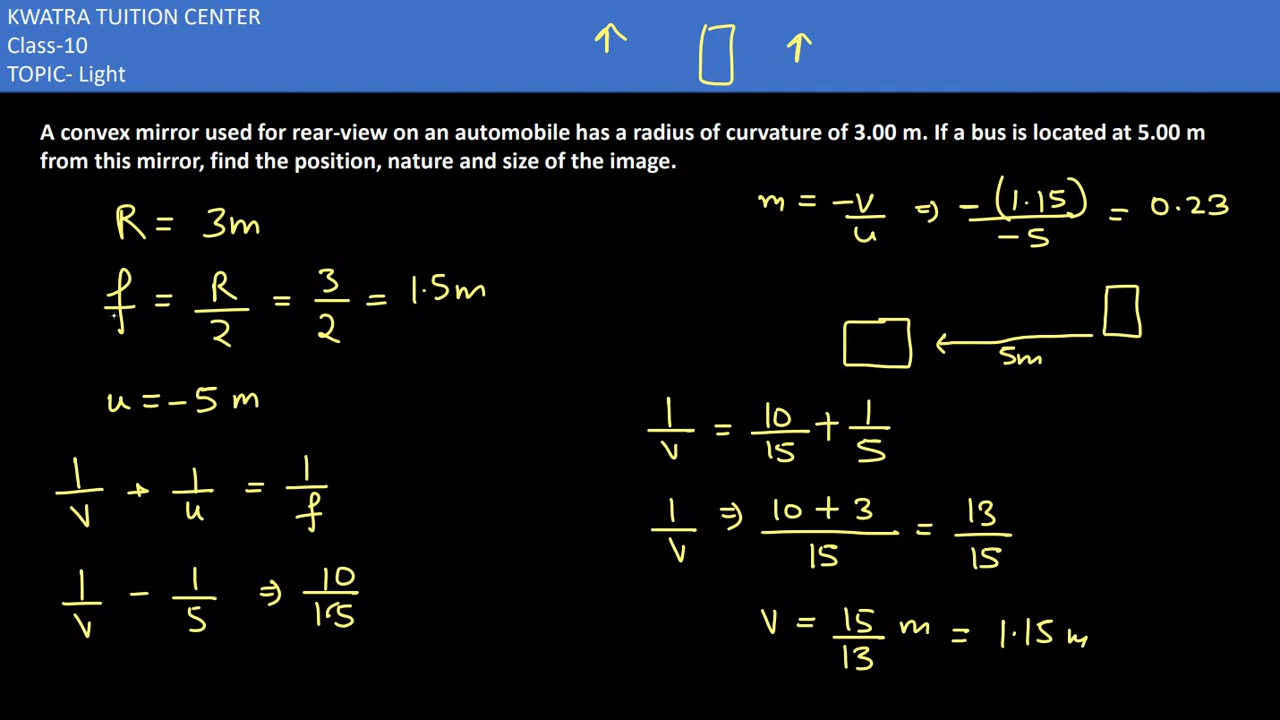 KWATRA TUITION CENTER
Class-10
TOPIC- Light
A convex mirror used for rear-view on an automobile has a radius of curvature of 3.00 m. If a bus is located at 5.00 m
from this mirror, find the position, nature and size of the image.
R = 3m
f = R/2 = 3/2 = 1.5m
u = -5 m
1/v + 1/u = 1/f
1/v - 1/5 ⇒ 10/15
m = -v/u ⇒ -(1.15)/-5 = 0.23
5m
1/v = 10/15 + 1/5
1/v ⇒ 10 + 3/15 = 13/15
v = 15/13 m = 1.15 m